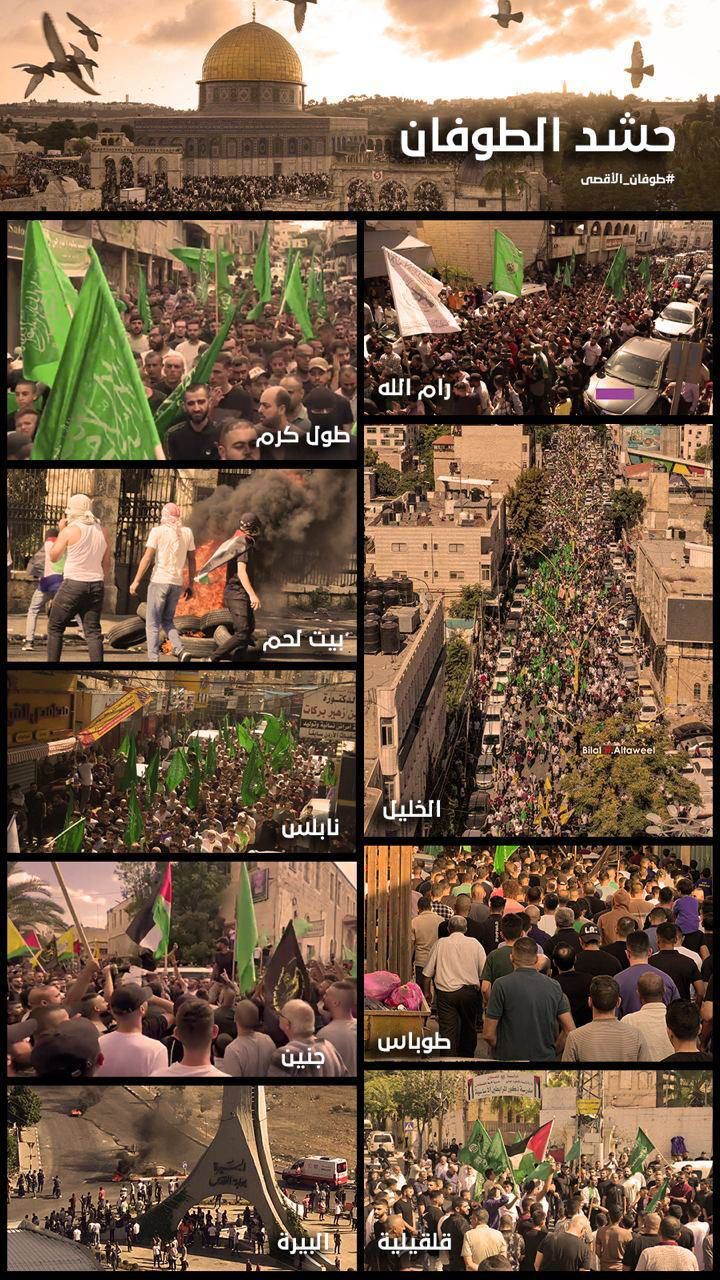 حشد الطوفان
#طوفان_الأقصى
رام الله
طول كرم
بيت لحم
الخليل
Bilal Altaweel
نابلس
طوباس
جنين
قلقيلية
البيرة